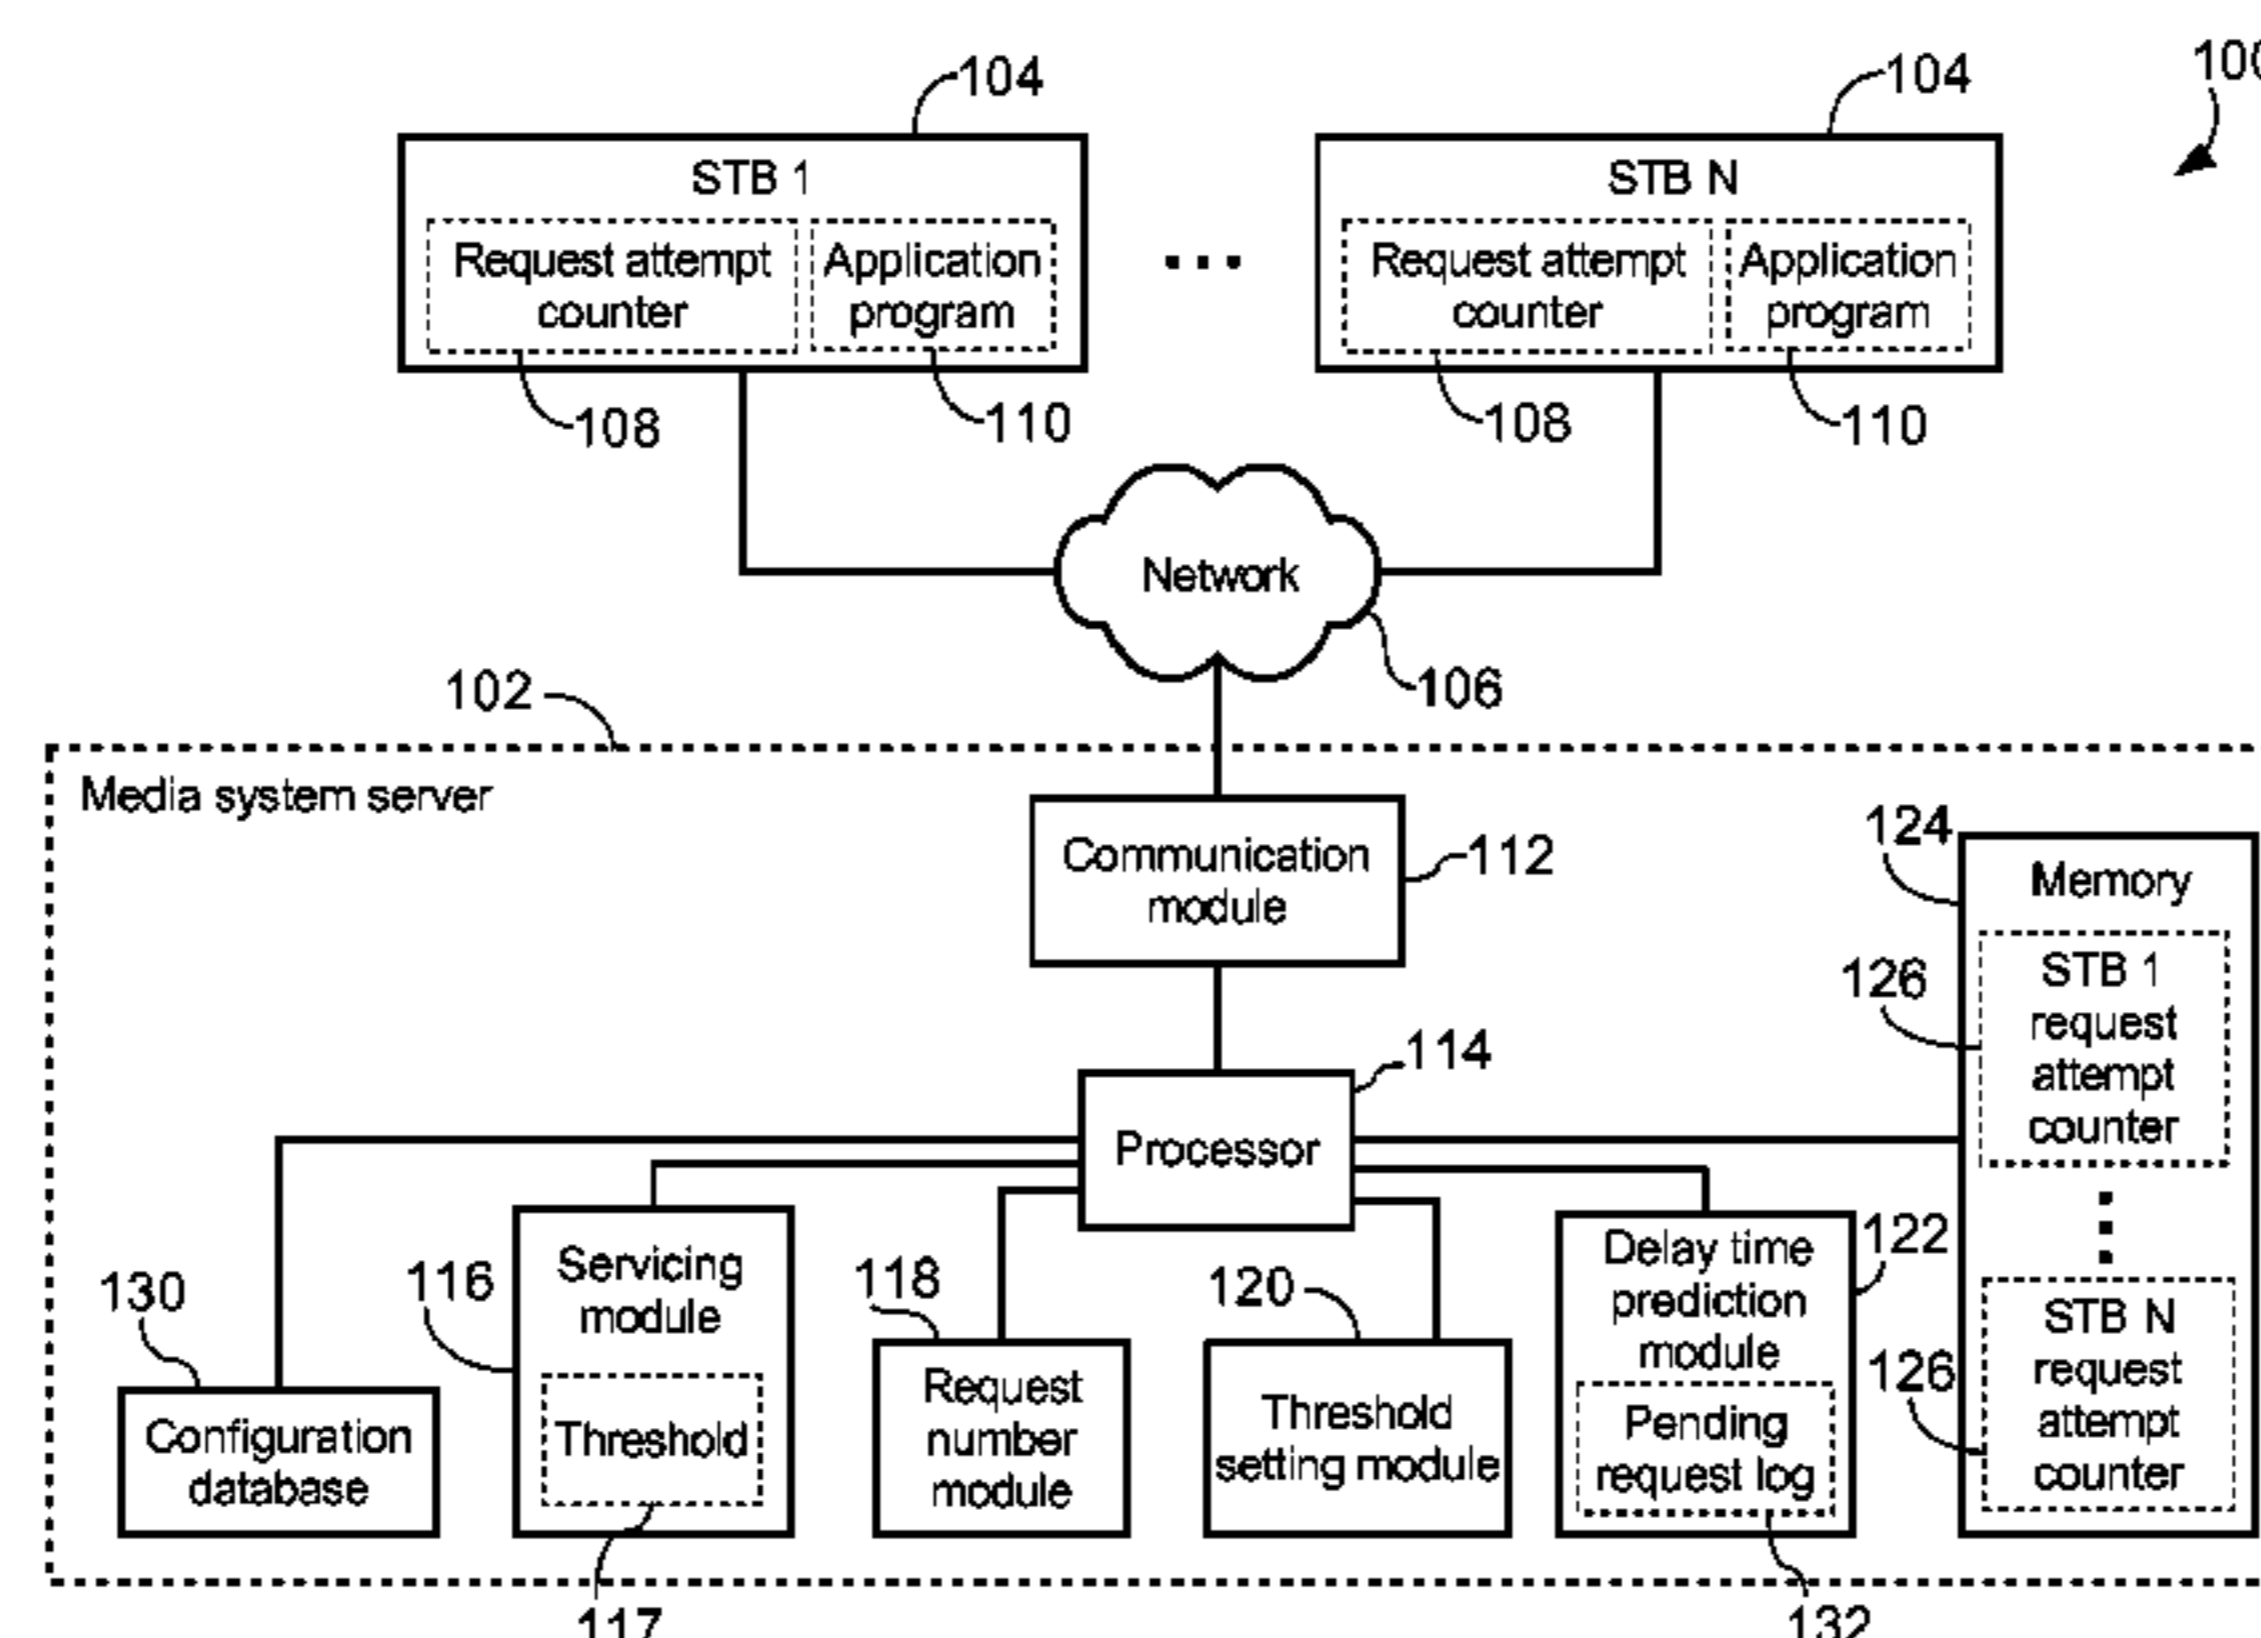 104
104
100
STB 1
STB N
Request attempt
counter
Application
program
...
Request attempt
counter
Application
program
108
110
108
110
Network
106
102
Media system server
Communication
module
112
124
Memory
126
STB 1
request
attempt
counter
114
Processor
130
Configuration
database
116
Servicing
module
Threshold
117
118
Request
number
module
120
Threshold
setting module
122
Delay time
prediction
module
Pending
request log
132
126
STB N
request
attempt
counter